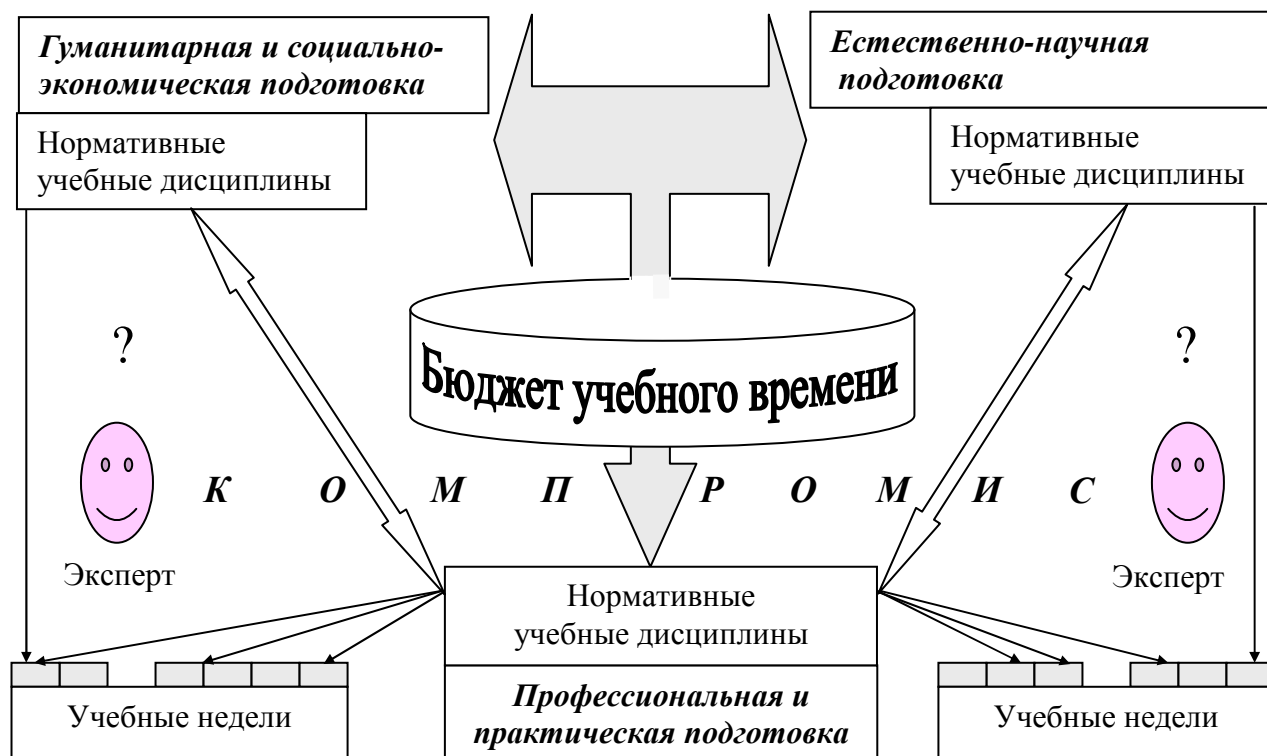 Гуманитарная и социально-
экономическая подготовка
Естественно-научная
подготовка
Нормативные
учебные дисциплины
Нормативные
учебные дисциплины
?
?
Бюджет учебного времени
К О М П Р О М И С
Эксперт
Эксперт
Нормативные
учебные дисциплины
Учебные недели
Профессиональная и
практическая подготовка
Учебные недели